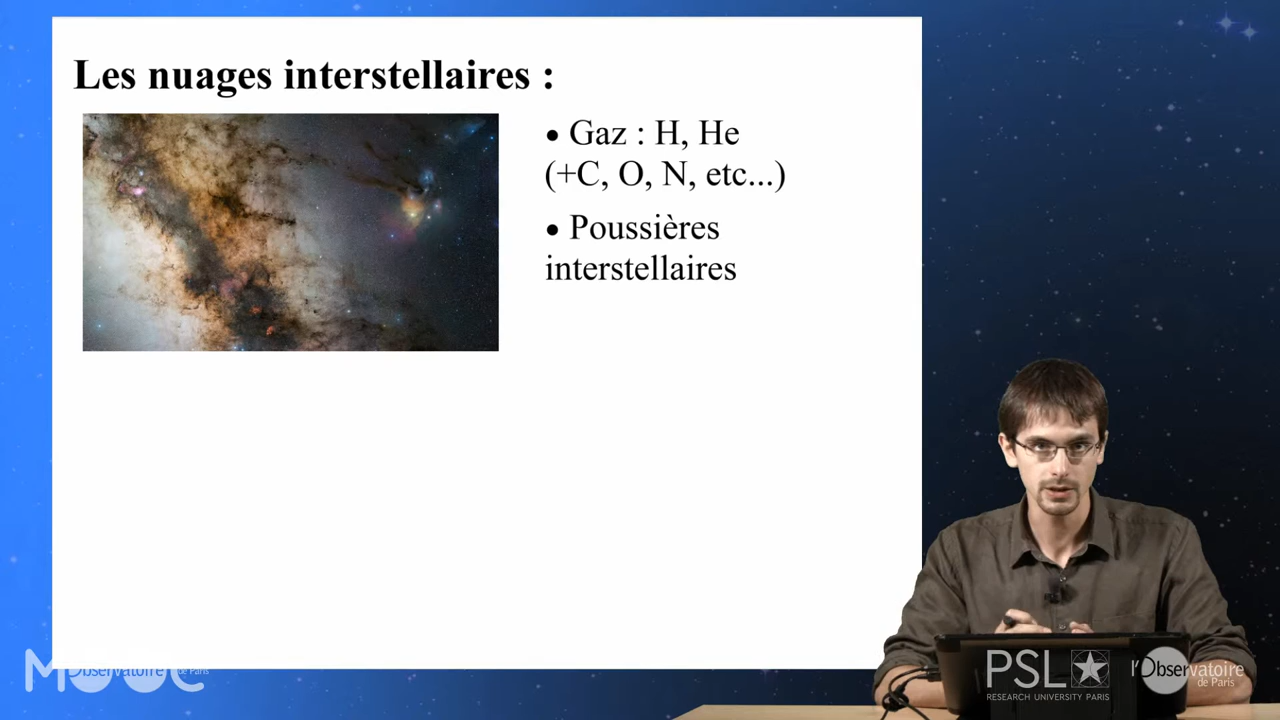 Les nuages interstellaires :
• Gaz : H, He
(+C, O, N, etc...)
• Poussières
interstellaires
MOOC
Observatoire de Paris
PSL
RESEARCH UNIVERSITY PARIS
l'Observatoire
de Paris